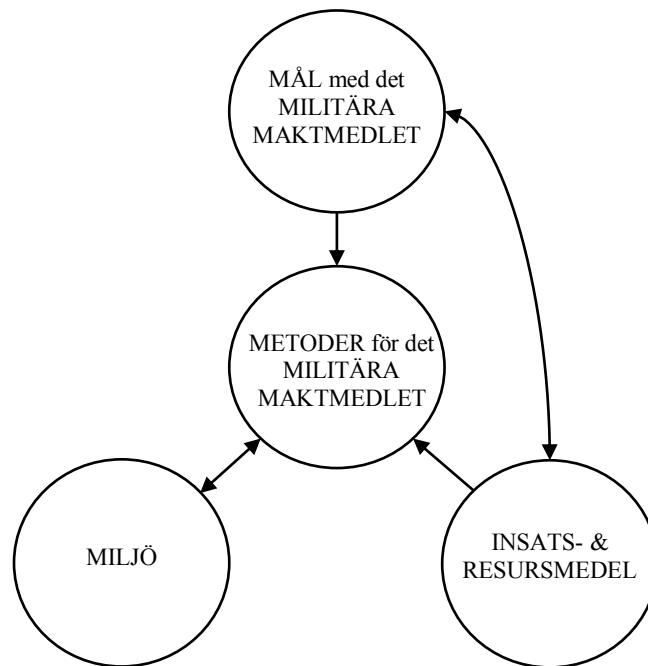 MÅL med det
MILITÄRA
MAKTMEDLET
METODER för det
MILITÄRA
MAKTMEDLET
MILJÖ
INSATS- &
RESURSMEDEL